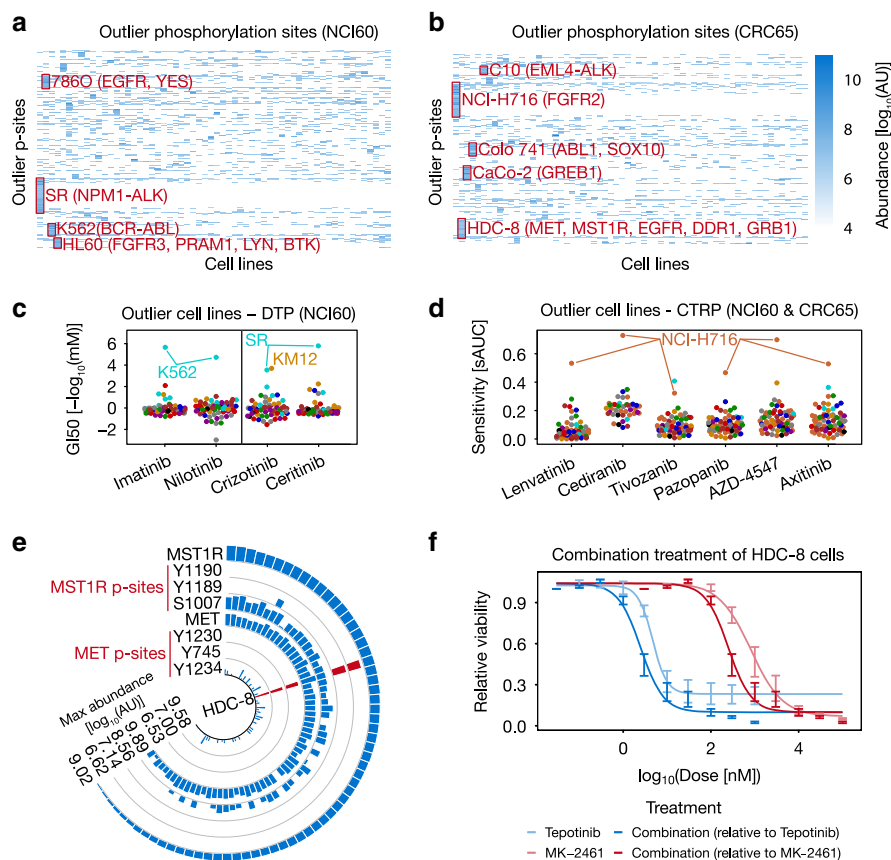 a
Outlier phosphorylation sites (NCI60)
Outlier p-sites
786O (EGFR, YES)
SR (NPM1-ALK)
K562(BCR-ABL)
HL60 (FGFR3, PRAM1, LYN, BTK)
Cell lines
b
Outlier phosphorylation sites (CRC65)
Outlier p-sites
C10 (EML4-ALK)
NCI-H716 (FGFR2)
Colo 741 (ABL1, SOX10)
CaCo-2 (GREB1)
HDC-8 (MET, MST1R, EGFR, DDR1, GRB1)
Cell lines
Abundance [log10(AU)]
10
8
6
4
c
Outlier cell lines – DTP (NCI60)
GI50 [–log10(mM)]
6
4
2
0
−2
K562
SR
KM12
Imatinib
Nilotinib
Crizotinib
Ceritinib
d
Outlier cell lines - CTRP (NCI60 & CRC65)
Sensitivity [sAUC]
0.6
0.4
0.2
0.0
NCI-H716
Lenvatinib
Cediranib
Tivozanib
Pazopanib
AZD-4547
Axitinib
e
MST1R
Y1190
MST1R p-sites
Y1189
S1007
MET
Y1230
MET p-sites
Y745
Y1234
HDC-8
Max abundance
[log10(AU)]
9.58
7.00
6.53
9.89
8.56
7.14
6.62
9.02
f
Combination treatment of HDC-8 cells
Relative viability
0.9
0.6
0.3
0.0
0
2
4
log10(Dose [nM])
Treatment
Tepotinib
Combination (relative to Tepotinib)
MK−2461
Combination (relative to MK−2461)